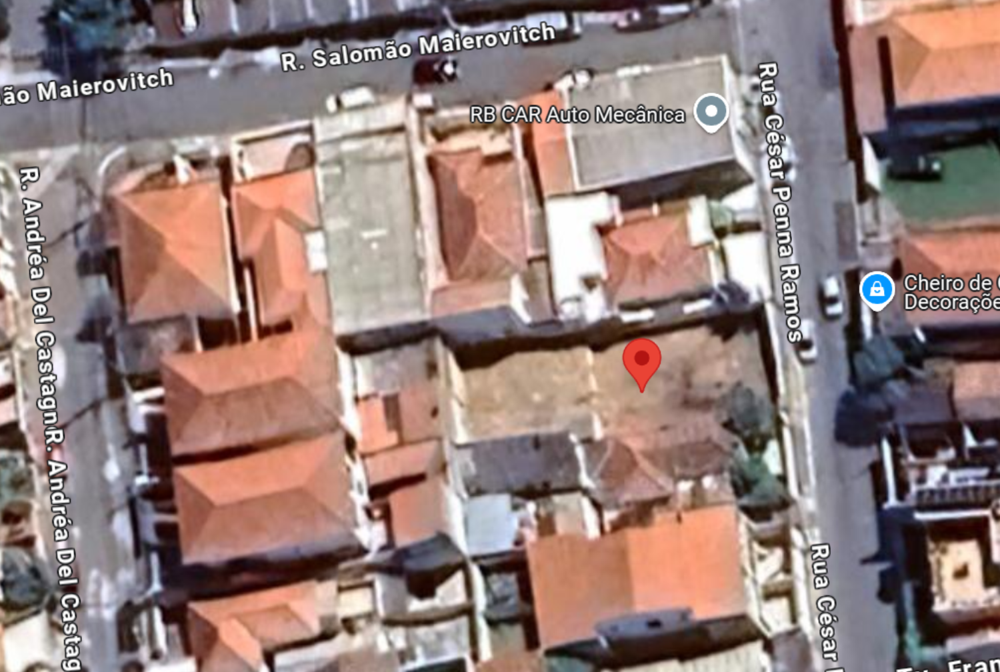 R. Salomão Maierovitch
ão Maierovitch
RB CAR Auto Mecânica
Rua César Penna Ramos
R. Andréa Del Castagn
R. Andréa Del Castag
Cheiro de
Decoraçõe
Rua César
Fran